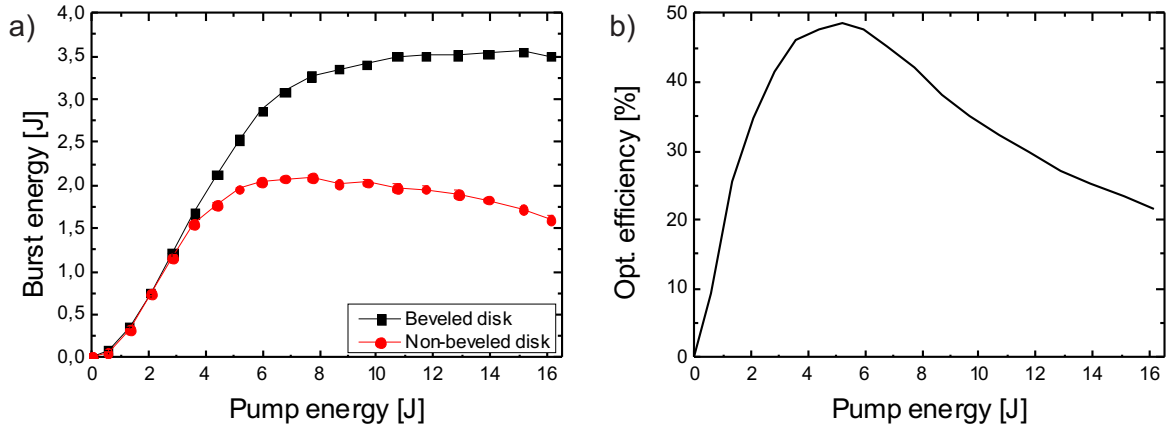 a)
Burst energy [J]
4,0
3,5
3,0
2,5
2,0
1,5
1,0
0,5
0,0
0 2 4 6 8 10 12 14 16
Pump energy [J]
Beveled disk
Non-beveled disk
b)
Opt. efficiency [%]
50
40
30
20
10
0
0 2 4 6 8 10 12 14 16
Pump energy [J]